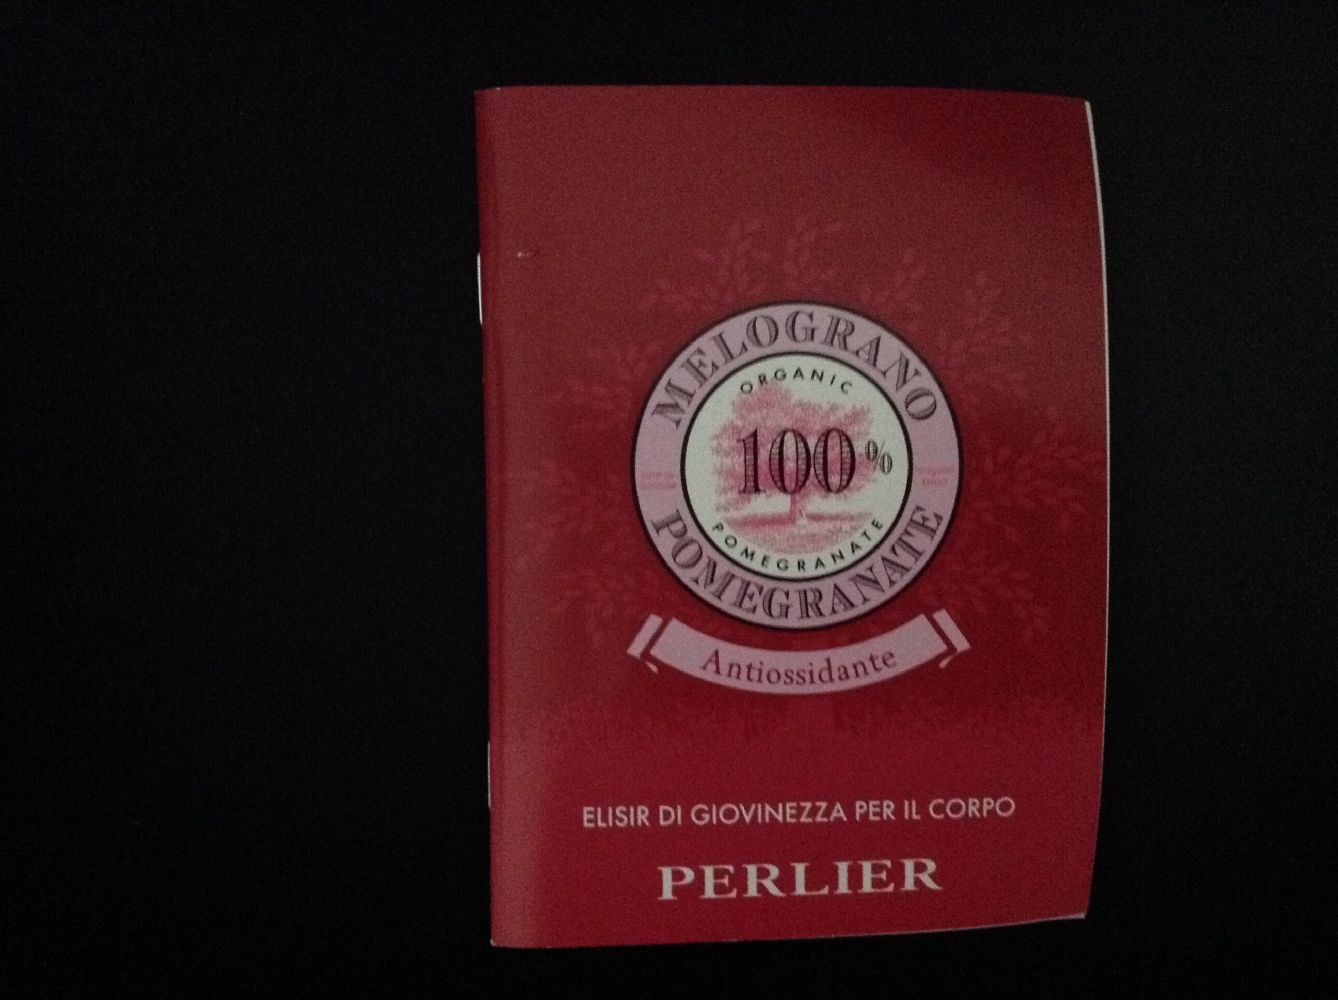 MELOGRANO
ORGANIC
100%
POMEGRANATE
POMEGRANATE
Antiossidante
ELISIR DI GIOVINEZZA PER IL CORPO
PERLIER